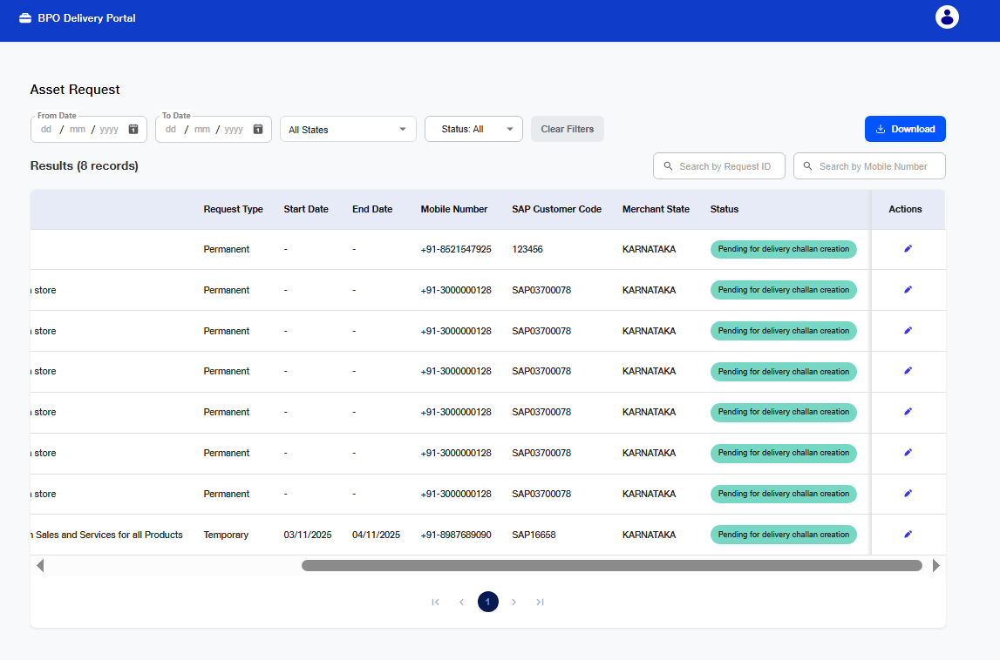 BPO Delivery Portal
Asset Request
From Date To Date
dd / mm / yyyy dd / mm / yyyy All States Status: All Clear Filters Download
Results (8 records) Search by Request ID Search by Mobile Number
Request Type Start Date End Date Mobile Number SAP Customer Code Merchant State Status Actions
Permanent - - +91-8521547925 123456 KARNATAKA Pending for delivery challan creation
store Permanent - - +91-3000000128 SAP03700078 KARNATAKA Pending for delivery challan creation
store Permanent - - +91-3000000128 SAP03700078 KARNATAKA Pending for delivery challan creation
store Permanent - - +91-3000000128 SAP03700078 KARNATAKA Pending for delivery challan creation
store Permanent - - +91-3000000128 SAP03700078 KARNATAKA Pending for delivery challan creation
store Permanent - - +91-3000000128 SAP03700078 KARNATAKA Pending for delivery challan creation
store Permanent - - +91-3000000128 SAP03700078 KARNATAKA Pending for delivery challan creation
Sales and Services for all Products Temporary 03/11/2025 04/11/2025 +91-8987689090 SAP16658 KARNATAKA Pending for delivery challan creation
1